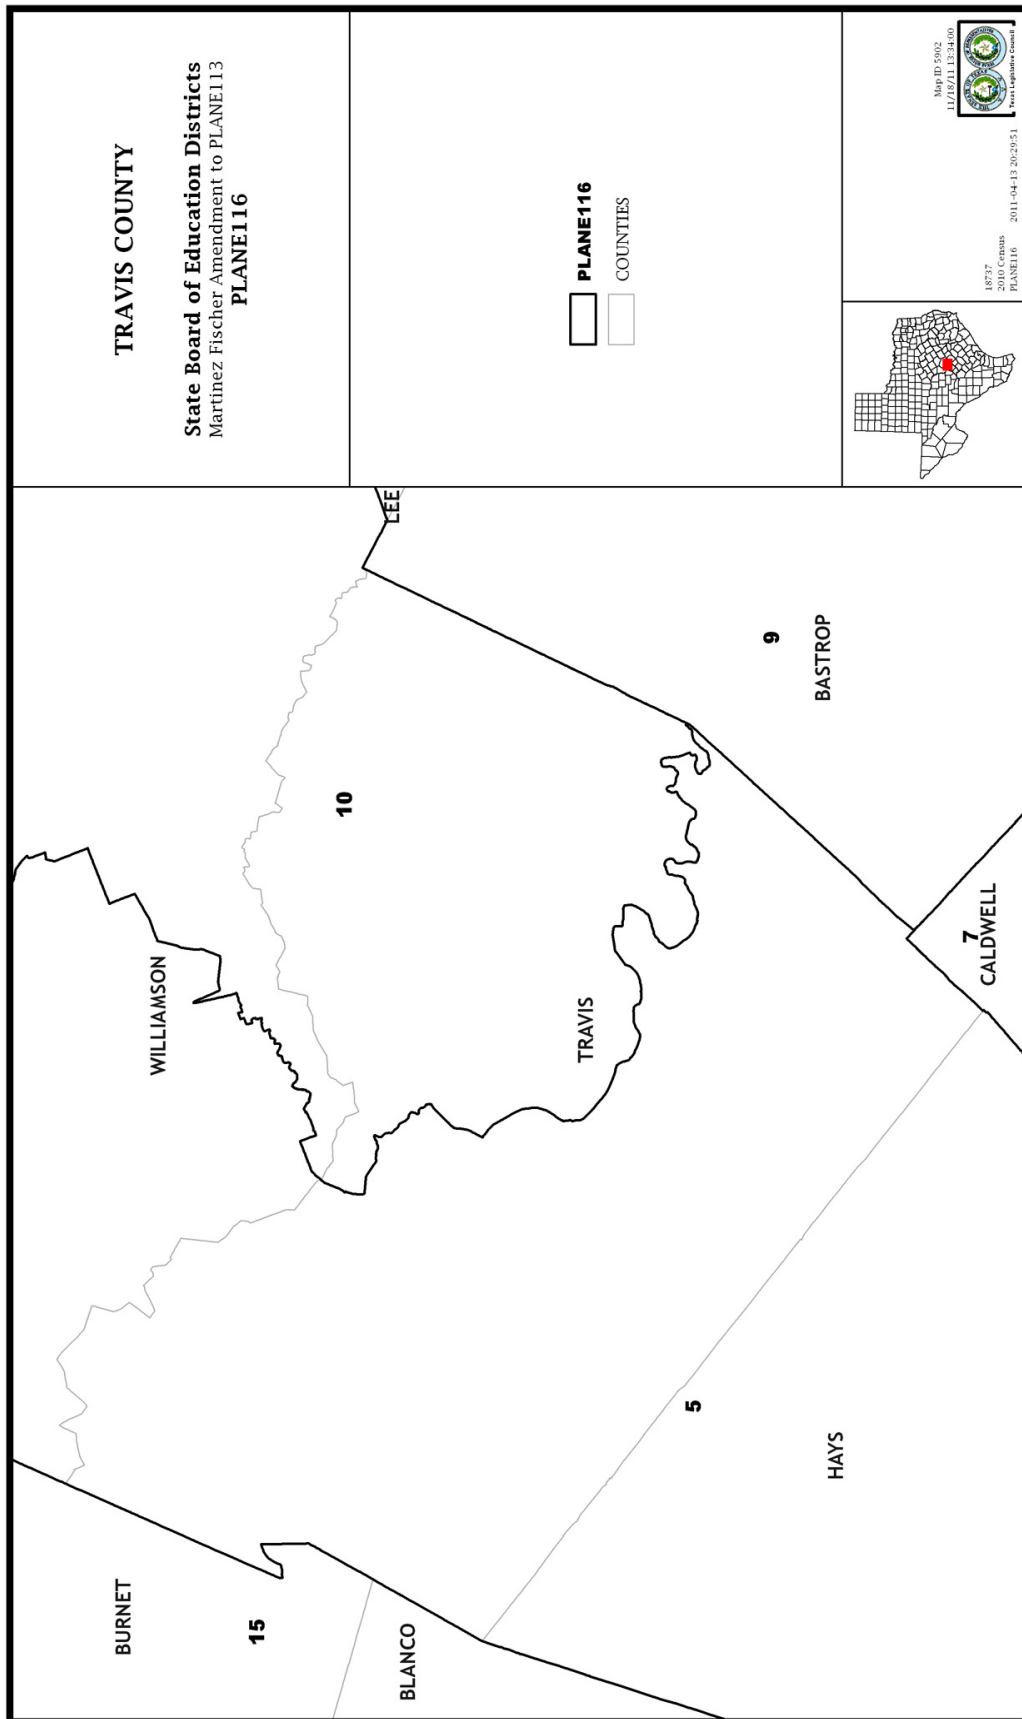 TRAVIS COUNTY
State Board of Education Districts
Martinez Fischer Amendment to PLANE113
PLANE116
PLANE116
COUNTIES
Map ID 5902
11/18/11 13:34:00
Texas Legislative Council
18737
2010 Census
PLANE116 2011-04-13 20:29:51
LEE
WILLIAMSON
10
9
BASTROP
TRAVIS
7
CALDWELL
BURNET
15
BLANCO
5
HAYS